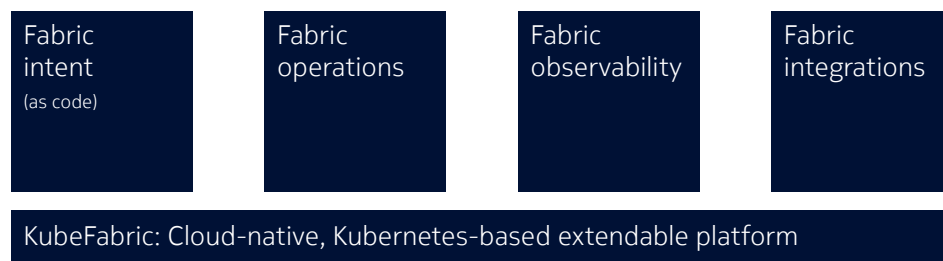 Fabric
intent
(as code)
Fabric
operations
Fabric
observability
Fabric
integrations
KubeFabric: Cloud-native, Kubernetes-based extendable platform